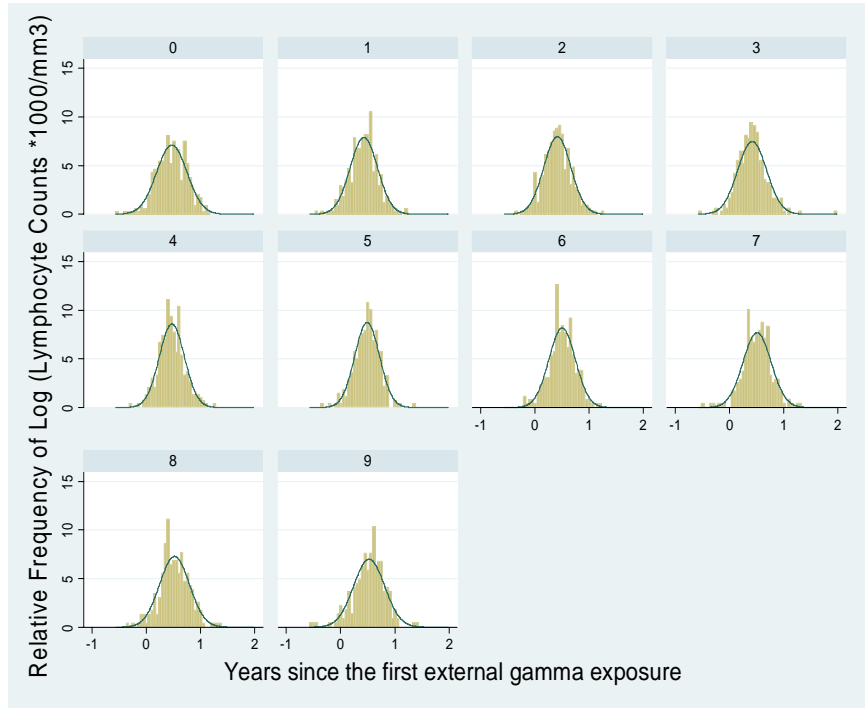 Relative Frequency of Log (Lymphocyte Counts *1000/mm3)
0 1 2 3
15
10
5
0
4 5 6 7
15
10
5
0
-1 0 1 2 -1 0 1 2
8 9
15
10
5
0
-1 0 1 2 -1 0 1 2
Years since the first external gamma exposure